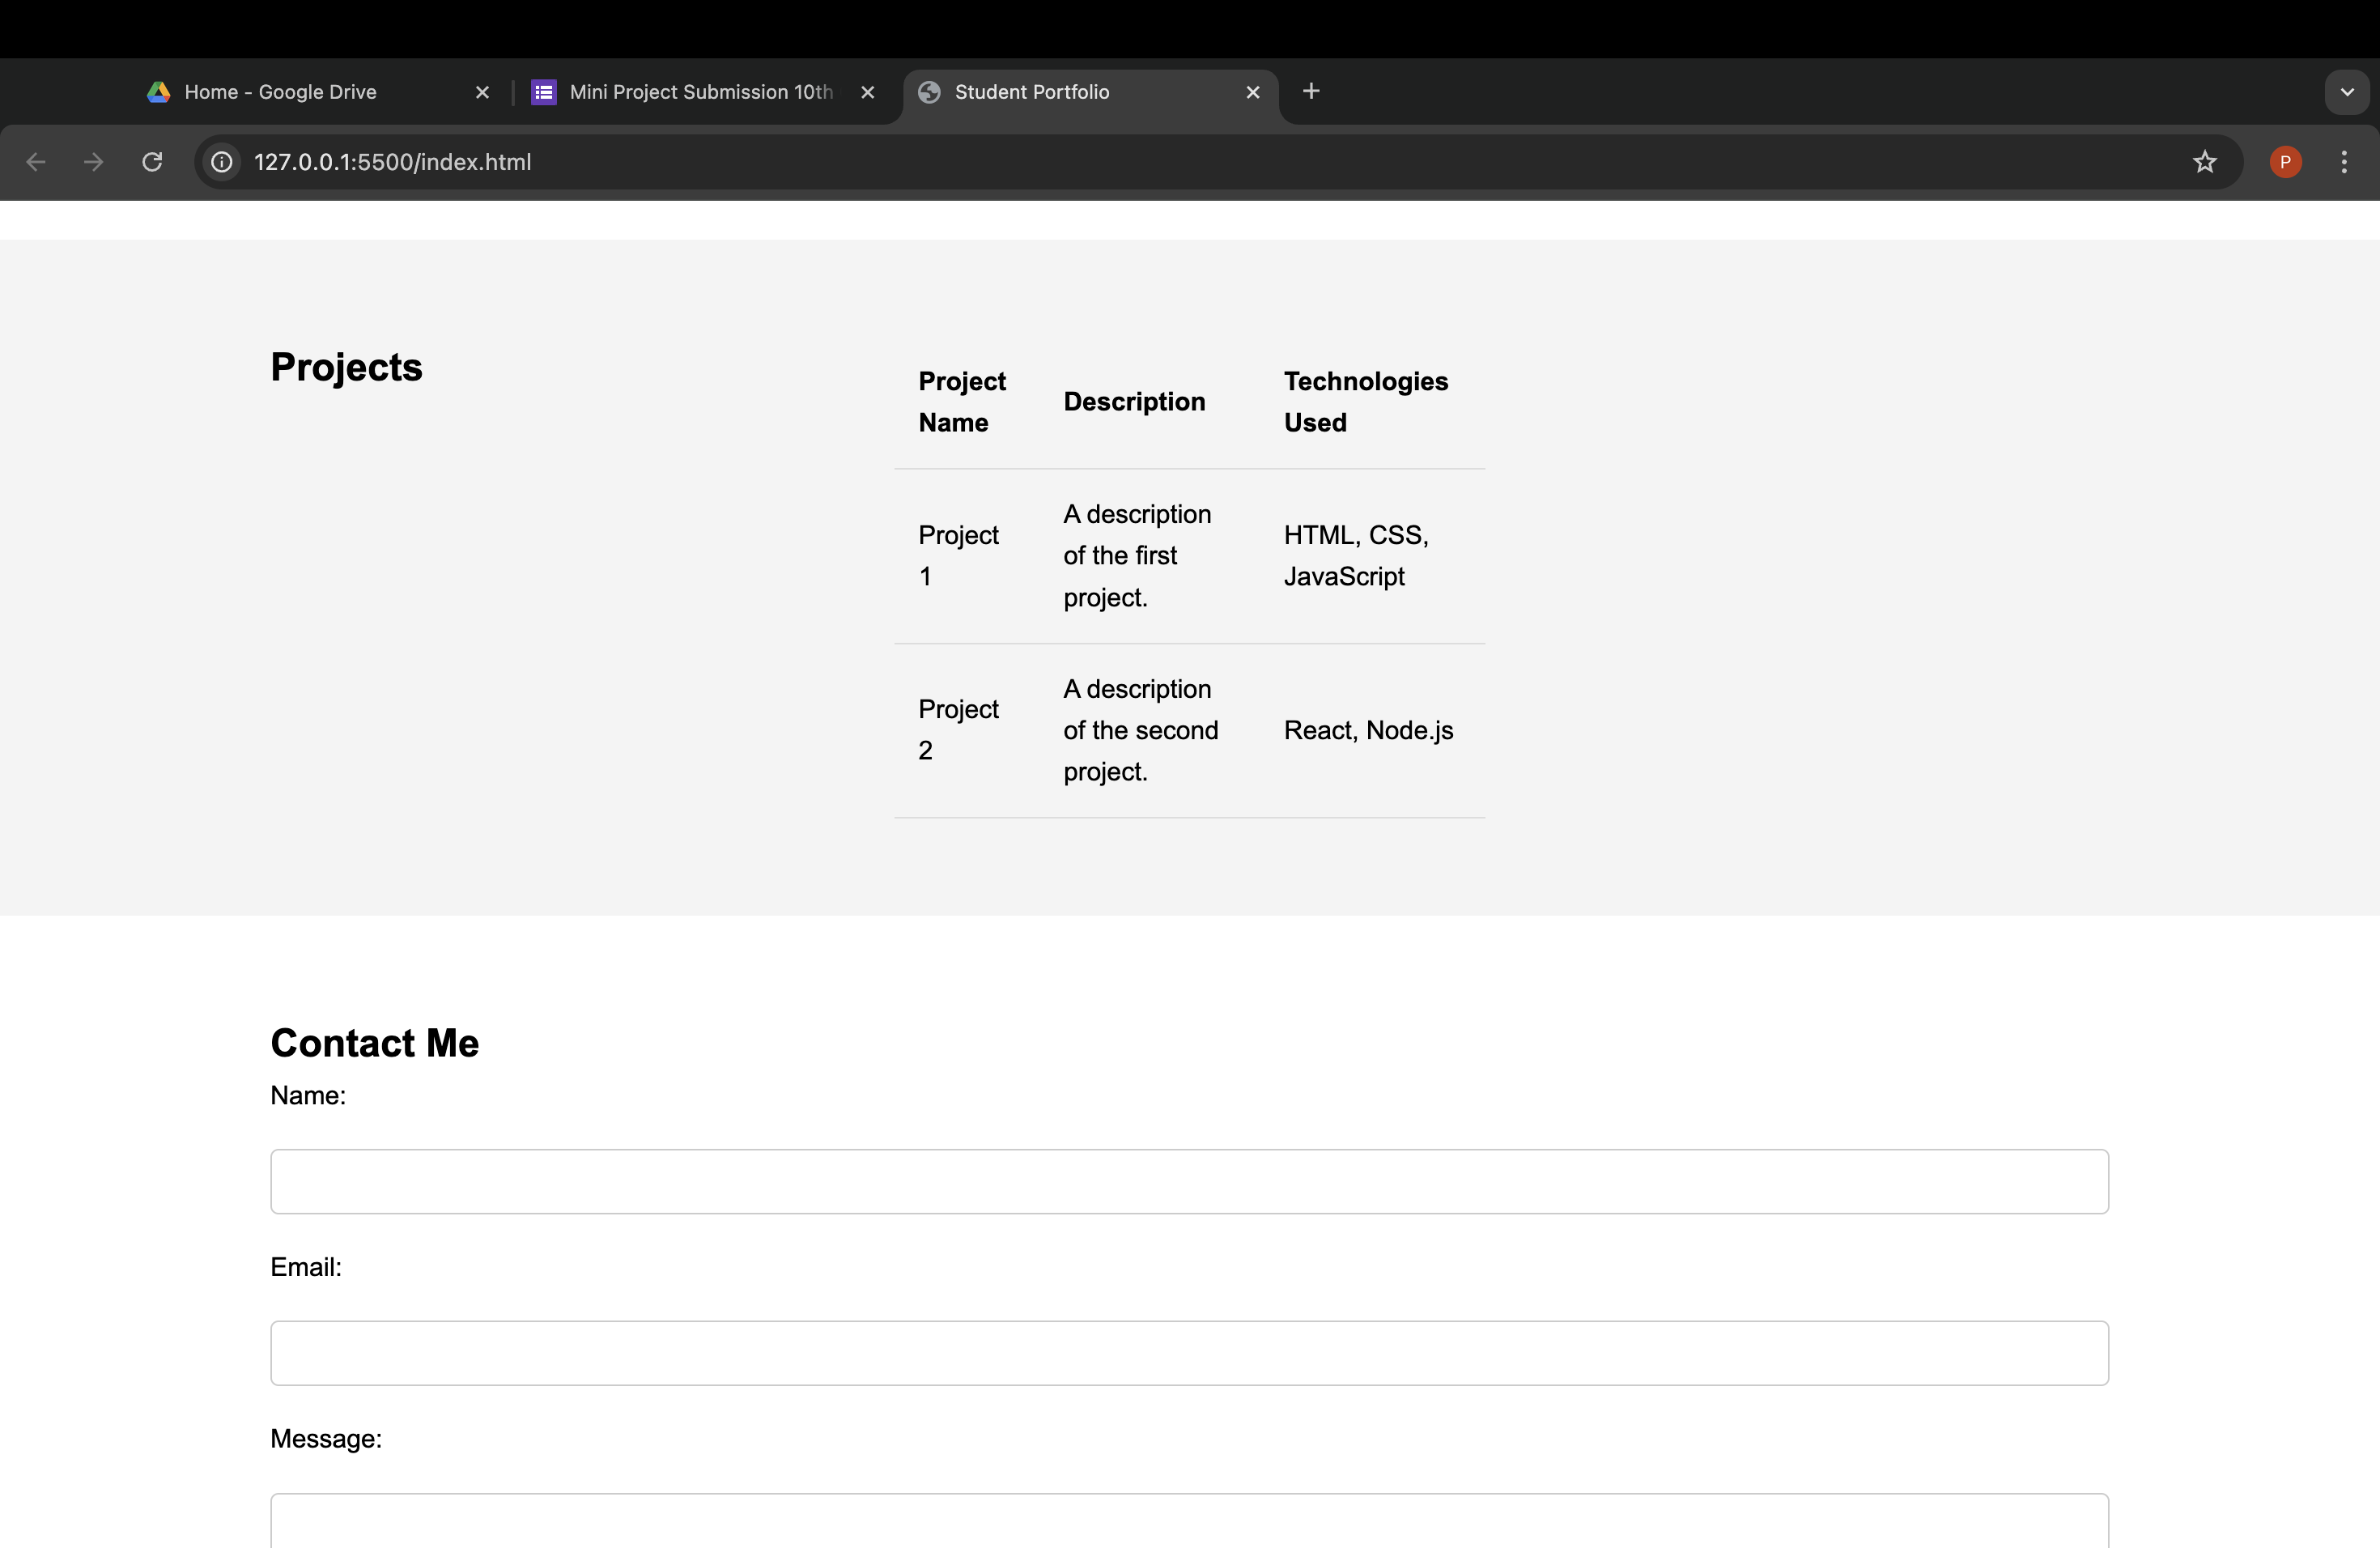 Home - Google Drive
Mini Project Submission 10th
Student Portfolio
127.0.0.1:5500/index.html
P
Projects
Project Name
Description
Technologies Used
Project 1
A description of the first project.
HTML, CSS, JavaScript
Project 2
A description of the second project.
React, Node.js
Contact Me
Name:
Email:
Message: